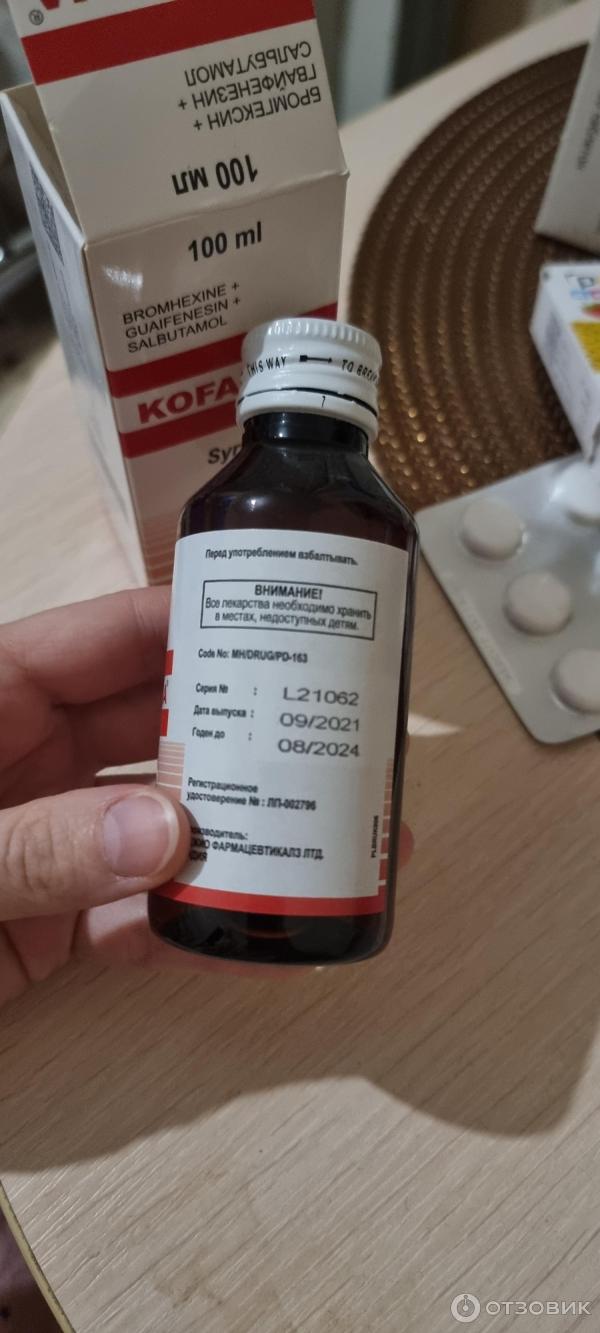 БРОМГЕКСИН +
ГВАЙФЕНЕЗИН +
САЛЬБУТАМОЛ
100 МЛ
100 ml
BROMHEXINE +
GUAIFENESIN +
SALBUTAMOL
KOFA
THIS WAY TO BREAK
Перед употреблением взбалтывать.
ВНИМАНИЕ!
Все лекарства необходимо хранить
в местах, недоступных детям.
Code No: MH/DRUG/PD-163
Серия № : L21062
Дата выпуска : 09/2021
Годен до : 08/2024
Регистрационное
удостоверение № : ЛП-002796
ФАРМАЦЕВТИКАЛЗ ЛТД.
ОТЗОВИК